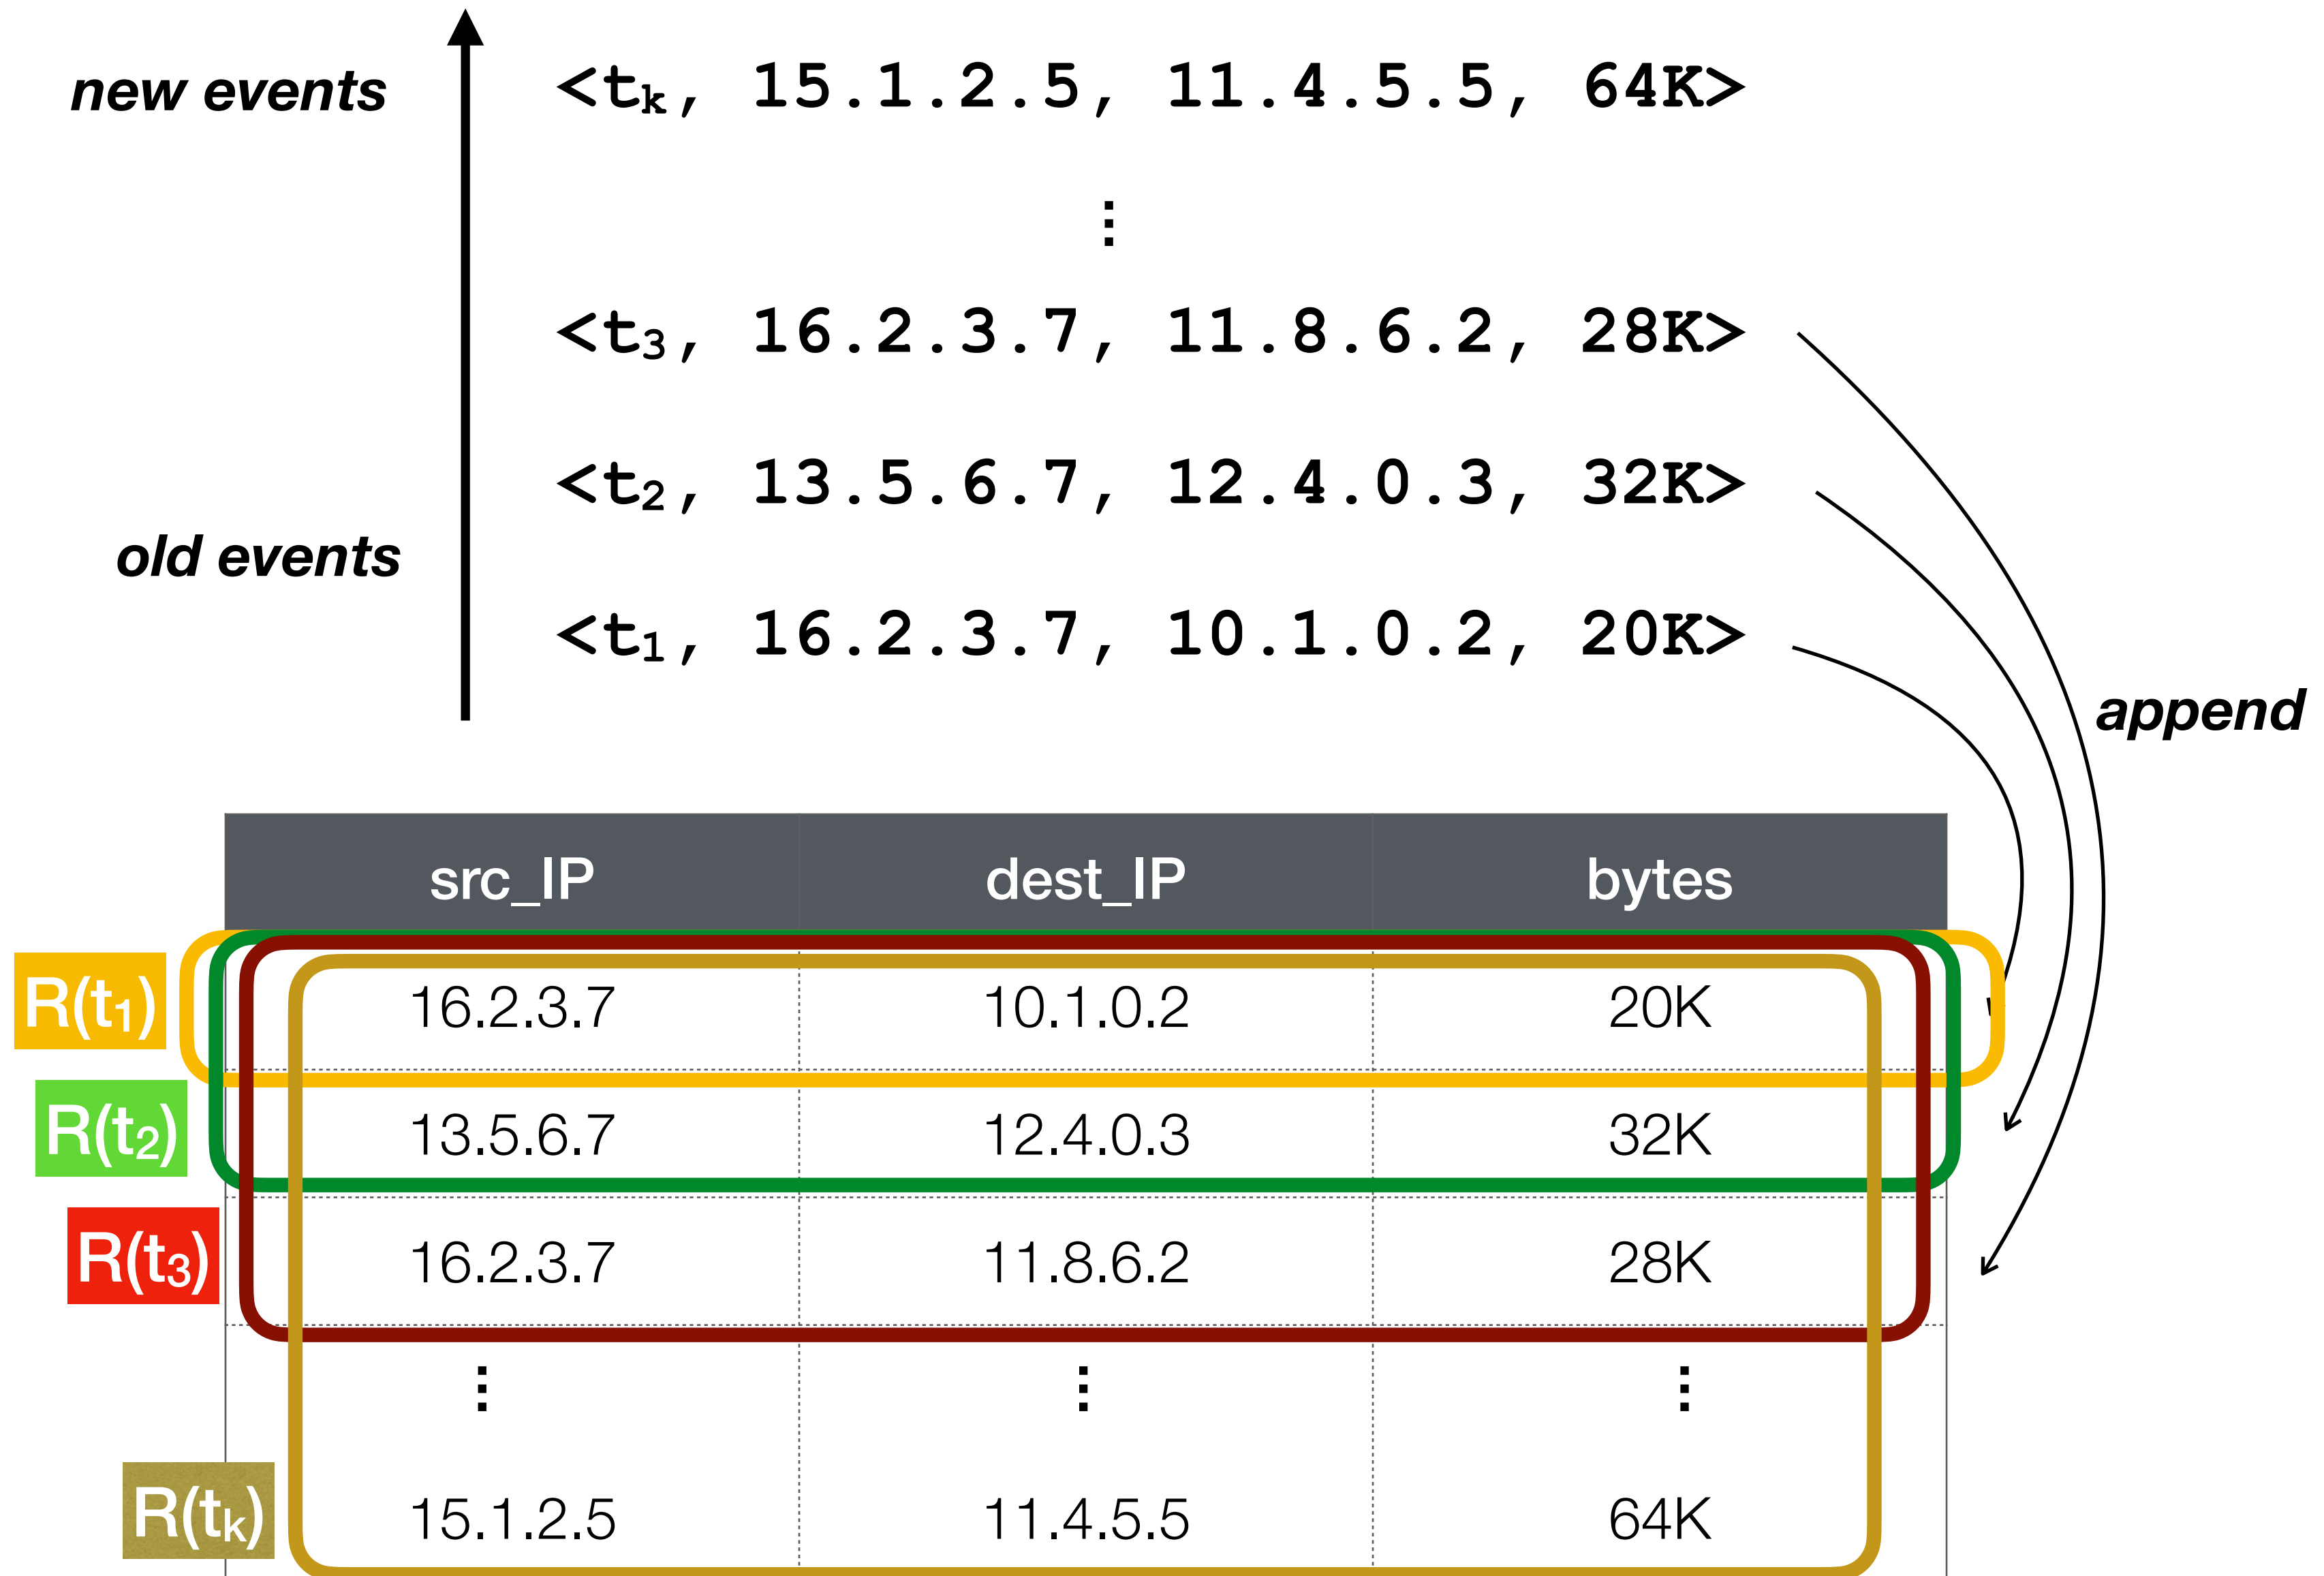 new events <tk, 15.1.2.5, 11.4.5.5, 64K>
⋮
<t3, 16.2.3.7, 11.8.6.2, 28K>
<t2, 13.5.6.7, 12.4.0.3, 32K>
old events
<t1, 16.2.3.7, 10.1.0.2, 20K>
append
src_IP dest_IP bytes
R(t1) 16.2.3.7 10.1.0.2 20K
R(t2) 13.5.6.7 12.4.0.3 32K
R(t3) 16.2.3.7 11.8.6.2 28K
⋮ ⋮ ⋮
R(tk) 15.1.2.5 11.4.5.5 64K